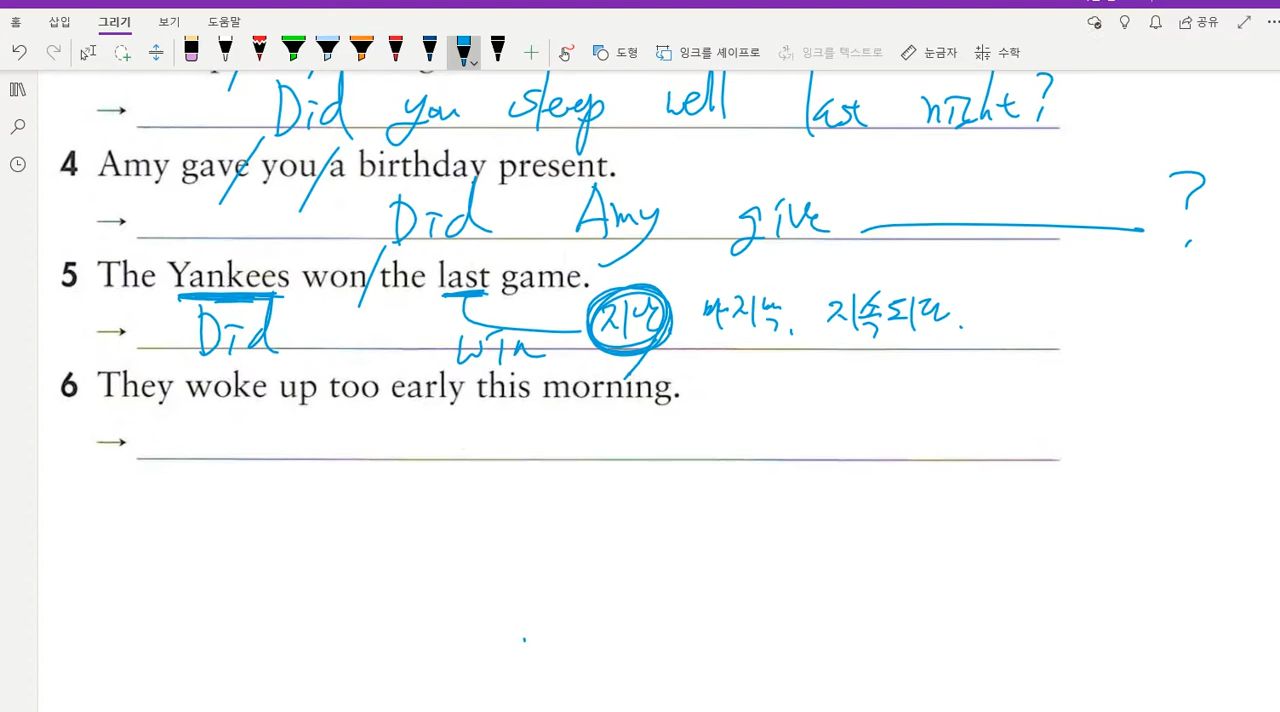 홈 삽입 그리기 보기 도움말
공유
도형 잉크를 셰이프로 잉크를 텍스트로 눈금자 수학
→ Did you sleep well last night?
4 Amy gave you a birthday present.
→ Did Amy give ?
5 The Yankees won the last game.
→ Did win 지난 마지막. 지속되다.
6 They woke up too early this morning.
→